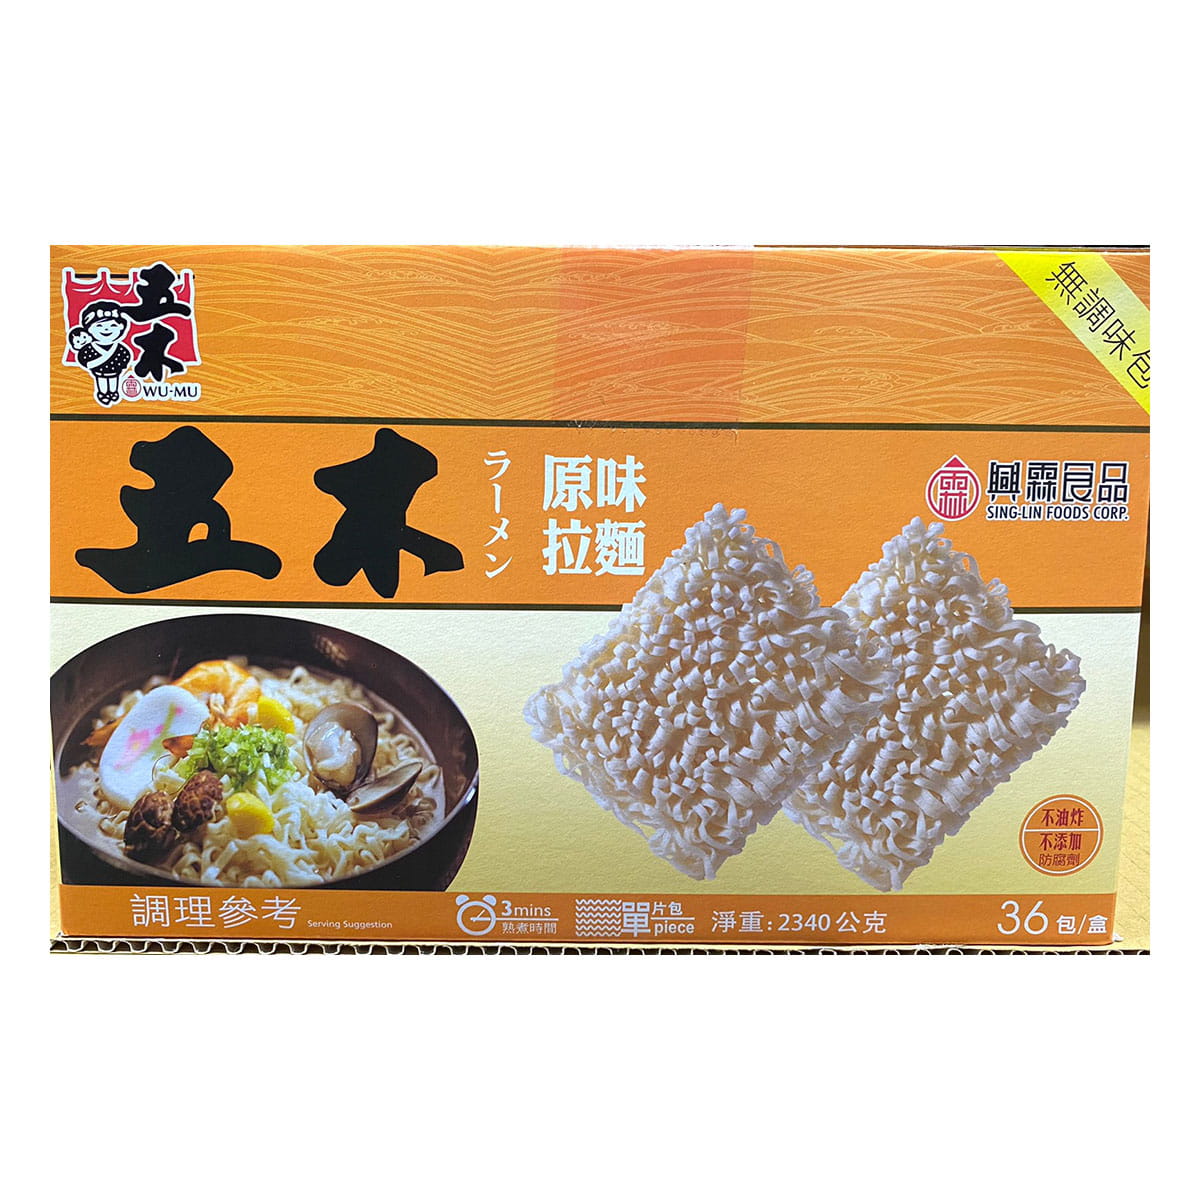 五木
WU-MU
無調味包
五木
ラーメン
原味
拉麵
興霖食品
SING-LIN FOODS CORP.
不油炸
不添加
防腐劑
調理參考 Serving Suggestion
3mins
熟煮時間
單片包
piece
淨重: 2340公克
36包/盒